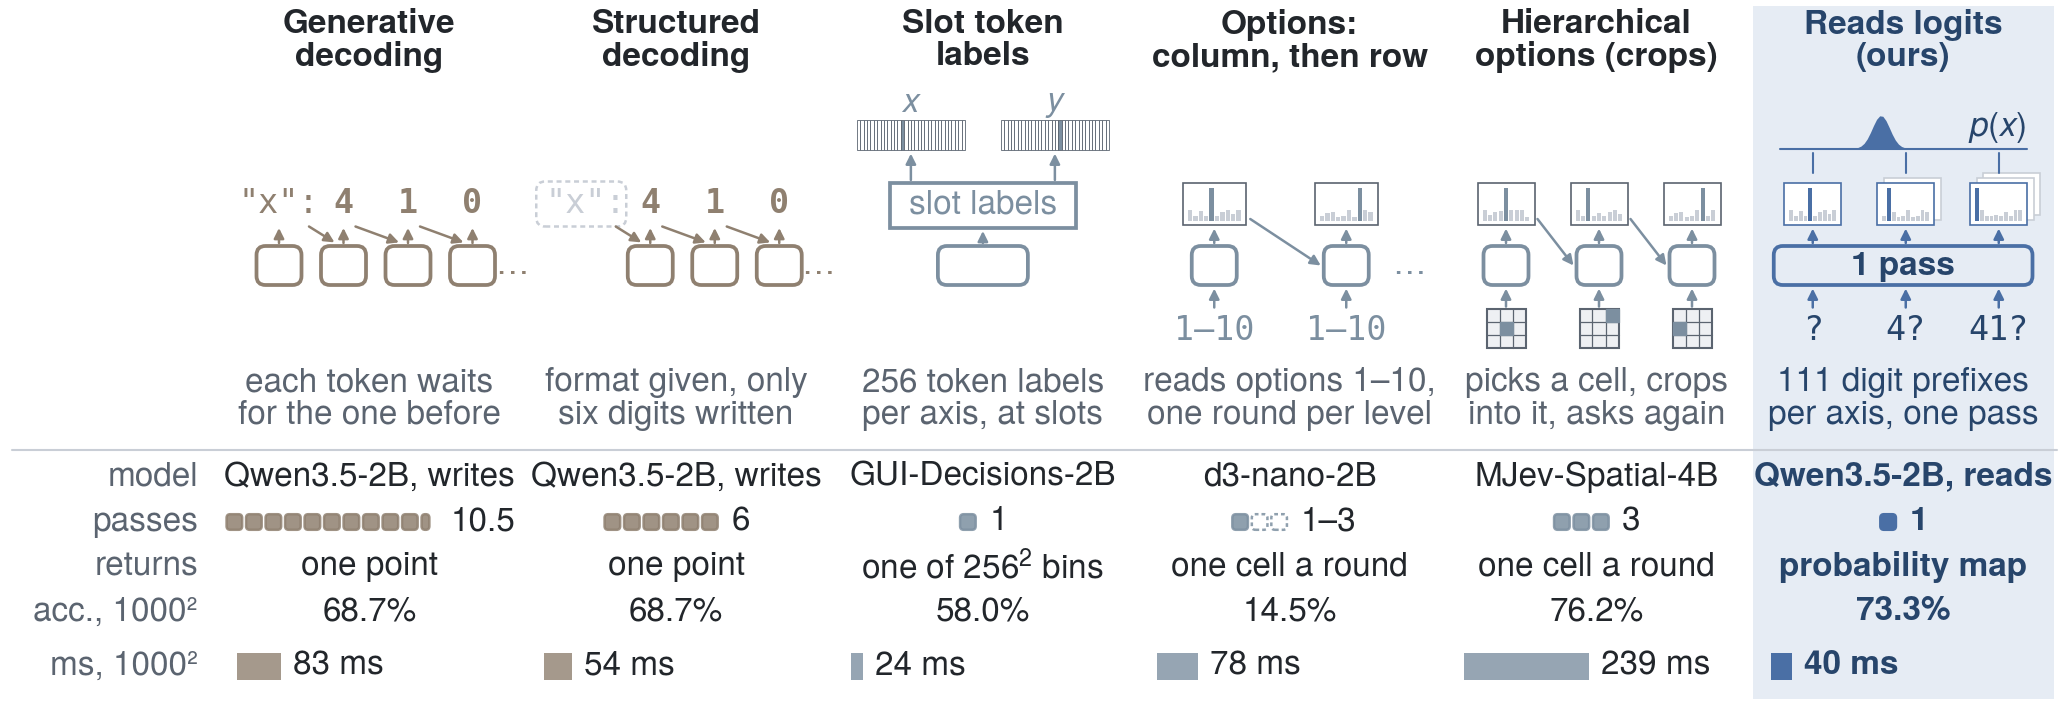 Generative
decoding
Structured
decoding
Slot token
labels
Options:
column, then row
Hierarchical
options (crops)
Reads logits
(ours)
"x": 4 1 0
...
"x": 4 1 0
...
x y
slot labels
1–10 1–10
...
p(x)
1 pass
? 4? 41?
each token waits
for the one before
format given, only
six digits written
256 token labels
per axis, at slots
reads options 1–10,
one round per level
picks a cell, crops
into it, asks again
111 digit prefixes
per axis, one pass
model Qwen3.5-2B, writes Qwen3.5-2B, writes GUI-Decisions-2B d3-nano-2B MJev-Spatial-4B Qwen3.5-2B, reads
passes 10.5 6 1 1–3 3 1
returns one point one point one of 256² bins one cell a round one cell a round probability map
acc., 1000² 68.7% 68.7% 58.0% 14.5% 76.2% 73.3%
ms, 1000² 83 ms 54 ms 24 ms 78 ms 239 ms 40 ms